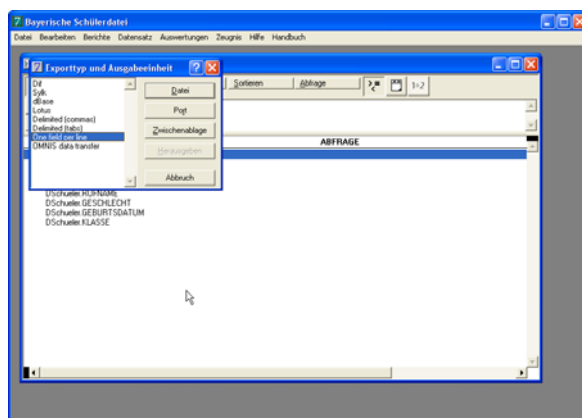 Bayerische Schülerdatei
Datei Bearbeiten Berichte Datensatz Auswertungen Zeugnis Hilfe Handbuch
Exporttyp und Ausgabeeinheit
Dif
Sylk
dBase
Lotus
Delimited (commas)
Delimited (tabs)
One field per line
OMNIS data transfer
Datei
Port
Zwischenablage
Herausgeben
Abbruch
Sortieren
Abfrage
1=2
ABFRAGE
DSchueler.RUFNAME
DSchueler.GESCHLECHT
DSchueler.GEBURTSDATUM
DSchueler.KLASSE